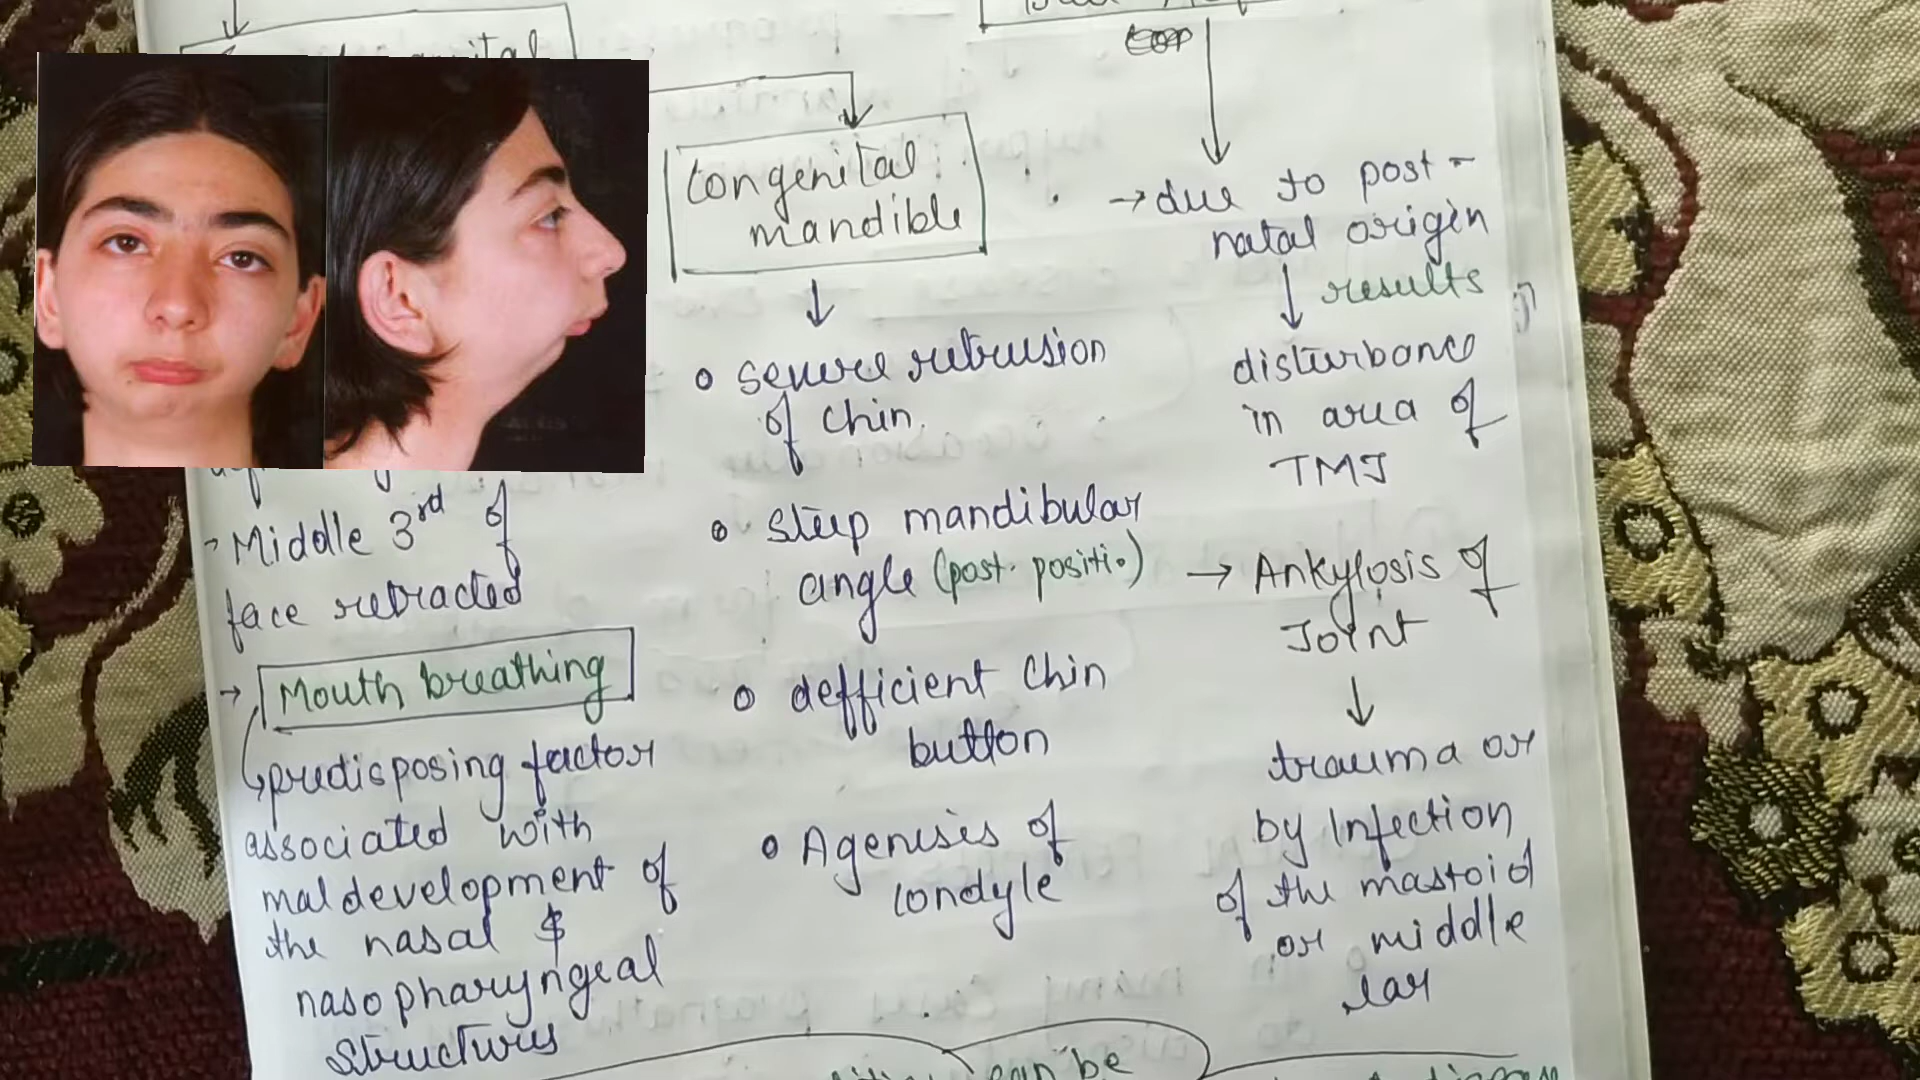 Congenital
mandible
• severe retrusion
of chin.
• steep mandibular
angle (post. positio)
• defficient chin
button
• Agenesis of
condyle
→ due to post -
natal origin
↓ results
disturbance
in area of
TMJ
→ Ankylosis of
Joint
↓
trauma or
by Infection
of the mastoid
or middle
ear
→ Middle 3rd of
face retracted
→ Mouth breathing
↳ predisposing factor
associated with
maldevelopment of
the nasal &
nasopharyngeal
structures
can be